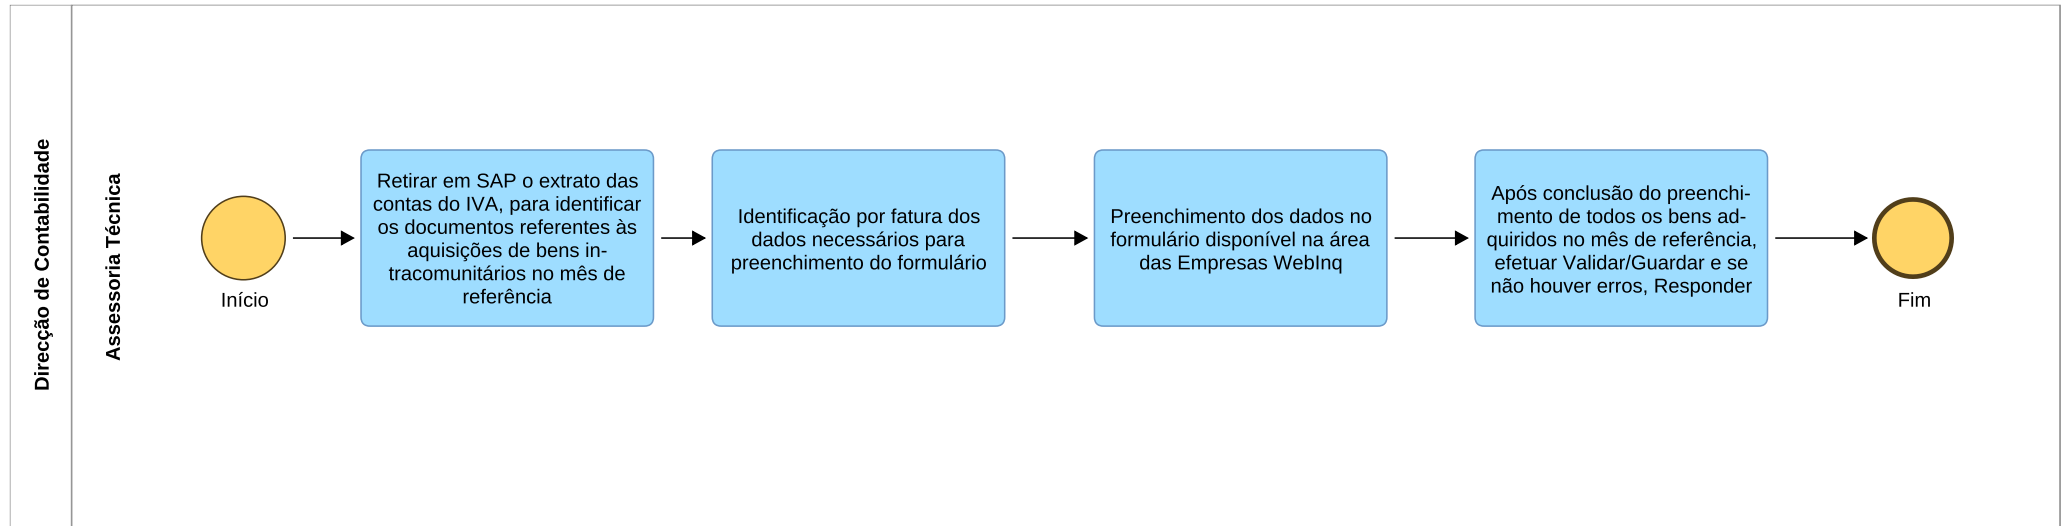 Direcção de Contabilidade
Assessoria Técnica
Início
Retirar em SAP o extrato das
contas do IVA, para identificar
os documentos referentes às
aquisições de bens in-
tracomunitários no mês de
referência
Identificação por fatura dos
dados necessários para
preenchimento do formulário
Preenchimento dos dados no
formulário disponível na área
das Empresas WebInq
Após conclusão do preenchi-
mento de todos os bens ad-
quiridos no mês de referência,
efetuar Validar/Guardar e se
não houver erros, Responder
Fim